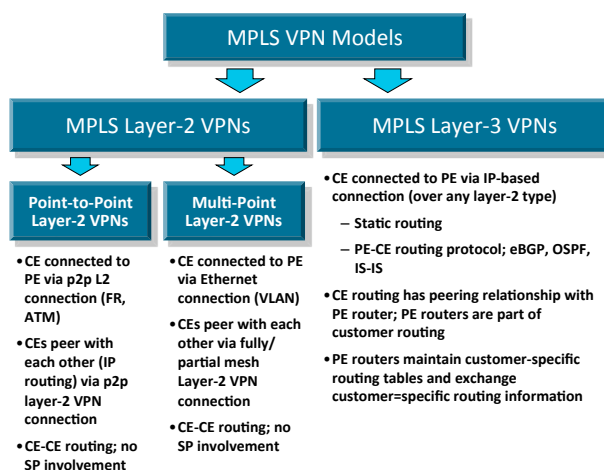 MPLS VPN Models
MPLS Layer-2 VPNs
MPLS Layer-3 VPNs
Point-to-Point
Layer-2 VPNs
•CE connected to
PE via p2p L2
connection (FR,
ATM)
•CEs peer with
each other (IP
routing) via p2p
layer-2 VPN
connection
•CE-CE routing; no
SP involvement
Multi-Point
Layer-2 VPNs
•CE connected to PE
via Ethernet
connection (VLAN)
•CEs peer with each
other via fully/
partial mesh
Layer-2 VPN
connection
•CE-CE routing; no
SP involvement
•CE connected to PE via IP-based
connection (over any layer-2 type)
– Static routing
– PE-CE routing protocol; eBGP, OSPF,
IS-IS
•CE routing has peering relationship with
PE router; PE routers are part of
customer routing
•PE routers maintain customer-specific
routing tables and exchange
customer=specific routing information